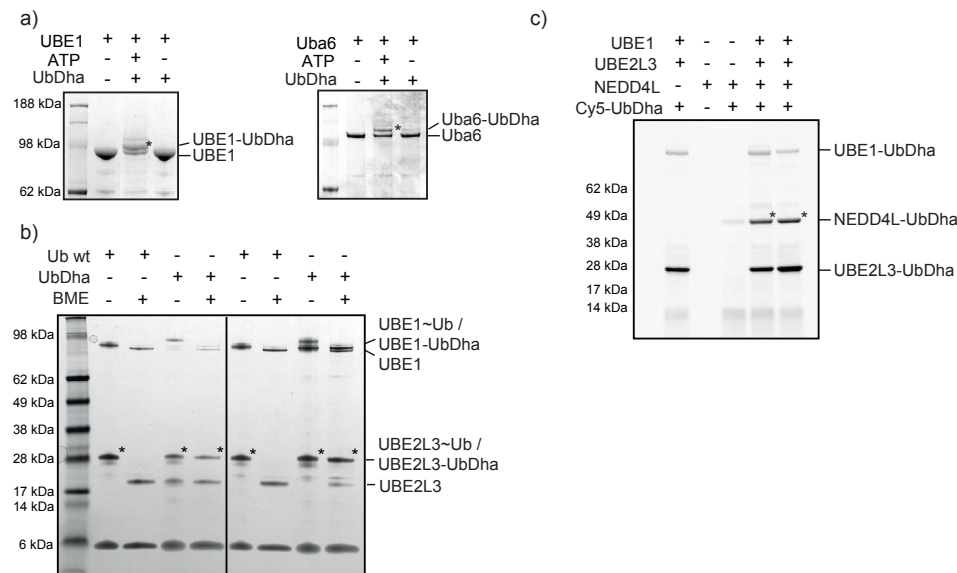 a)
UBE1 + + +
ATP - + -
UbDha - + +
188 kDa
98 kDa
62 kDa
*
UBE1-UbDha
UBE1
Uba6 + + +
ATP - + -
UbDha - + +
*
Uba6-UbDha
Uba6
b)
Ub wt + + - - + + - -
UbDha - - + + - - + +
BME - + - + - + - +
98 kDa
62 kDa
49 kDa
38 kDa
28 kDa
17 kDa
14 kDa
6 kDa
* * * * * *
UBE1~Ub /
UBE1-UbDha
UBE1
UBE2L3~Ub /
UBE2L3-UbDha
UBE2L3
c)
UBE1 + - - + +
UBE2L3 + - - + +
NEDD4L - + + + +
Cy5-UbDha + - + + +
62 kDa
49 kDa
38 kDa
28 kDa
17 kDa
14 kDa
* *
UBE1-UbDha
NEDD4L-UbDha
UBE2L3-UbDha